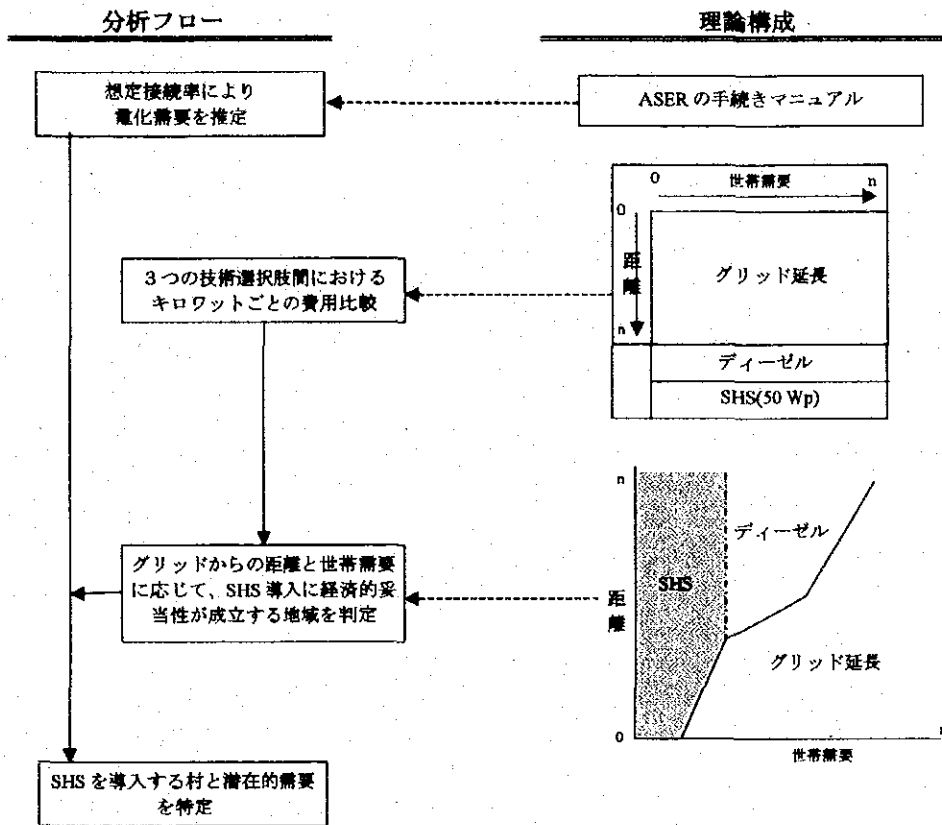 分析フロー
理論構成
想定接続率により
電化需要を推定
ASER の手続きマニュアル
0 世帯需要 n
0
距離
n
グリッド延長
ディーゼル
SHS(50 Wp)
3つの技術選択肢間における
キロワットごとの費用比較
グリッドからの距離と世帯需要
に応じて、SHS 導入に経済的妥
当性が成立する地域を判定
n
ディーゼル
SHS
距離
グリッド延長
0
n
世帯需要
SHS を導入する村と潜在的需要
を特定